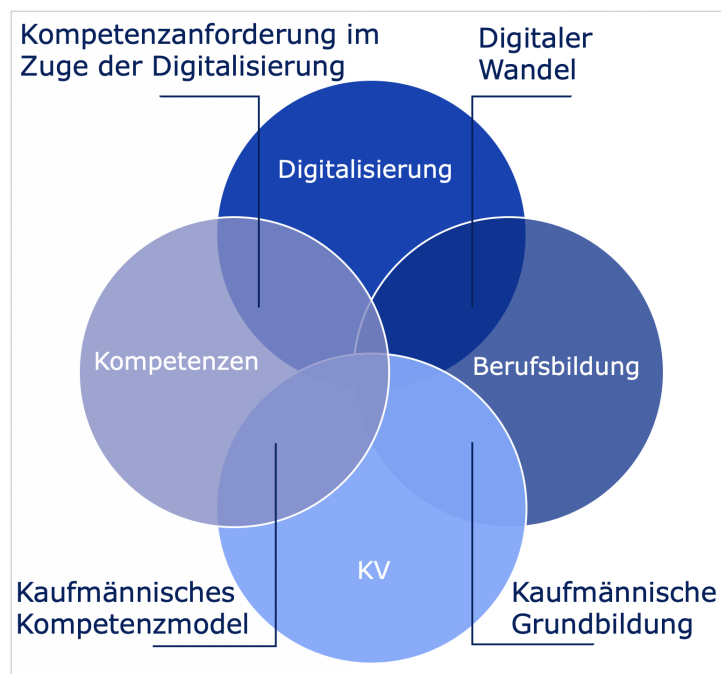 Kompetenzanforderung im
Zuge der Digitalisierung
Digitaler
Wandel
Digitalisierung
Kompetenzen
Berufsbildung
KV
Kaufmännisches
Kompetenzmodel
Kaufmännische
Grundbildung